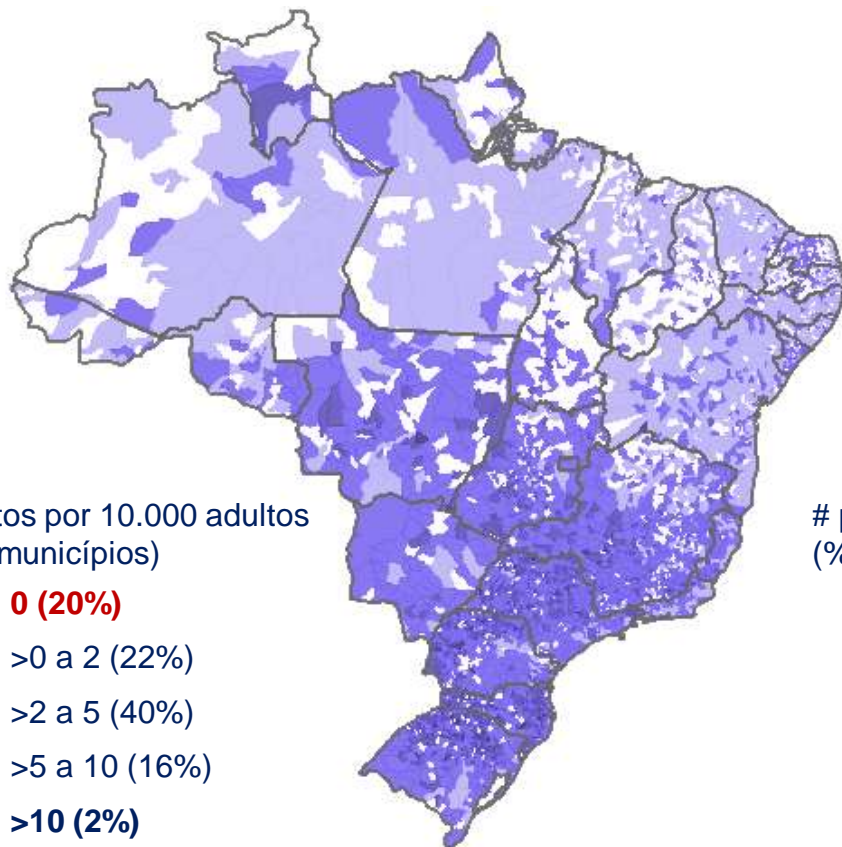 tos por 10.000 adultos
municípios)
0 (20%)
>0 a 2 (22%)
>2 a 5 (40%)
>5 a 10 (16%)
>10 (2%)
# p
(%